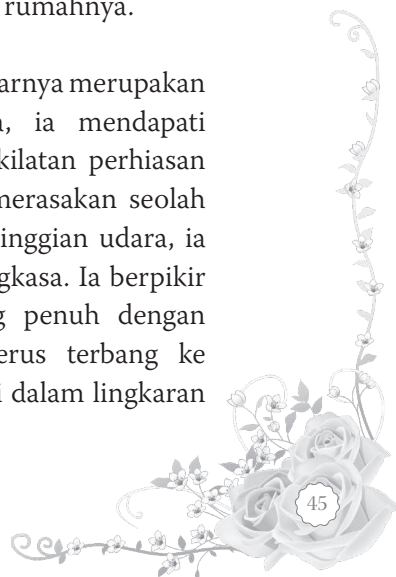 rumahnya.
arnya merupakan
, ia mendapati
kilatan perhiasan
merasakan seolah
inggian udara, ia
gkasa. Ia berpikir
penuh dengan
erus terbang ke
i dalam lingkaran
45